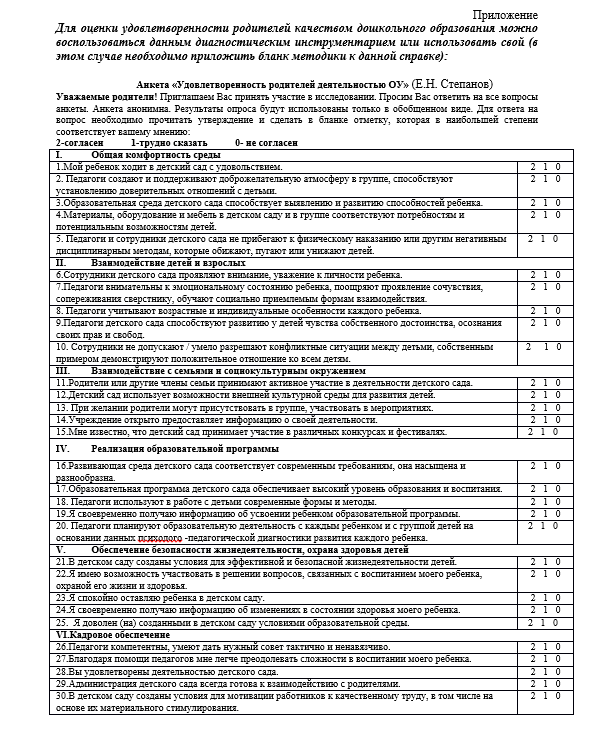 Приложение
Для оценки удовлетворенности родителей качеством дошкольного образования можно
воспользоваться данным диагностическим инструментарием или использовать свой (в
этом случае необходимо приложить бланк методики к данной справке):
Анкета «Удовлетворенность родителей деятельностью ОУ» (Е.Н. Степанов)
Уважаемые родители! Приглашаем Вас принять участие в исследовании. Просим Вас ответить на все вопросы
анкеты. Анкета анонимна. Результаты опроса будут использованы только в обобщенном виде. Для ответа на
вопрос необходимо прочитать утверждение и сделать в бланке отметку, которая в наибольшей степени
соответствует вашему мнению:
2-согласен 1-трудно сказать 0- не согласен
I. Общая комфортность среды
1.Мой ребенок ходит в детский сад с удовольствием. 2 1 0
2. Педагоги создают и поддерживают доброжелательную атмосферу в группе, способствуют 2 1 0
установлению доверительных отношений с детьми.
3.Образовательная среда детского сада способствует выявлению и развитию способностей ребенка. 2 1 0
4.Материалы, оборудование и мебель в детском саду и в группе соответствуют потребностям и 2 1 0
потенциальным возможностям детей.
5. Педагоги и сотрудники детского сада не прибегают к физическому наказанию или другим негативным 2 1 0
дисциплинарным методам, которые обижают, пугают или унижают детей.
II. Взаимодействие детей и взрослых
6.Сотрудники детского сада проявляют внимание, уважение к личности ребенка. 2 1 0
7.Педагоги внимательны к эмоциональному состоянию ребенка, поощряют проявление сочувствия, 2 1 0
сопереживания сверстнику, обучают социально приемлемым формам взаимодействия.
8. Педагоги учитывают возрастные и индивидуальные особенности каждого ребенка. 2 1 0
9.Педагоги детского сада способствуют развитию у детей чувства собственного достоинства, осознания 2 1 0
своих прав и свобод.
10. Сотрудники не допускают / умело разрешают конфликтные ситуации между детьми, собственным 2 1 0
примером демонстрируют положительное отношение ко всем детям.
III. Взаимодействие с семьями и социокультурным окружением
11.Родители или другие члены семьи принимают активное участие в деятельности детского сада. 2 1 0
12.Детский сад использует возможности внешней культурной среды для развития детей. 2 1 0
13. При желании родители могут присутствовать в группе, участвовать в мероприятиях. 2 1 0
14.Учреждение открыто предоставляет информацию о своей деятельности. 2 1 0
15.Мне известно, что детский сад принимает участие в различных конкурсах и фестивалях. 2 1 0
IV. Реализация образовательной программы
16.Развивающая среда детского сада соответствует современным требованиям, она насыщена и 2 1 0
разнообразна.
17.Образовательная программа детского сада обеспечивает высокий уровень образования и воспитания. 2 1 0
18. Педагоги используют в работе с детьми современные формы и методы. 2 1 0
19.Я своевременно получаю информацию об усвоении ребенком образовательной программы. 2 1 0
20. Педагоги планируют образовательную деятельность с каждым ребенком и с группой детей на 2 1 0
основании данных психолого -педагогической диагностики развития каждого ребенка.
V. Обеспечение безопасности жизнедеятельности, охрана здоровья детей
21.В детском саду созданы условия для эффективной и безопасной жизнедеятельности детей. 2 1 0
22.Я имею возможность участвовать в решении вопросов, связанных с воспитанием моего ребенка, 2 1 0
охраной его жизни и здоровья.
23.Я спокойно оставляю ребенка в детском саду. 2 1 0
24.Я своевременно получаю информацию об изменениях в состоянии здоровья моего ребенка. 2 1 0
25. Я доволен (на) созданными в детском саду условиями образовательной среды. 2 1 0
VI.Кадровое обеспечение
26.Педагоги компетентны, умеют дать нужный совет тактично и ненавязчиво. 2 1 0
27.Благодаря помощи педагогов мне легче преодолевать сложности в воспитании моего ребенка. 2 1 0
28.Вы удовлетворены деятельностью детского сада. 2 1 0
29.Администрация детского сада всегда готова к взаимодействию с родителями. 2 1 0
30.В детском саду созданы условия для мотивации работников к качественному труду, в том числе на 2 1 0
основе их материального стимулирования.